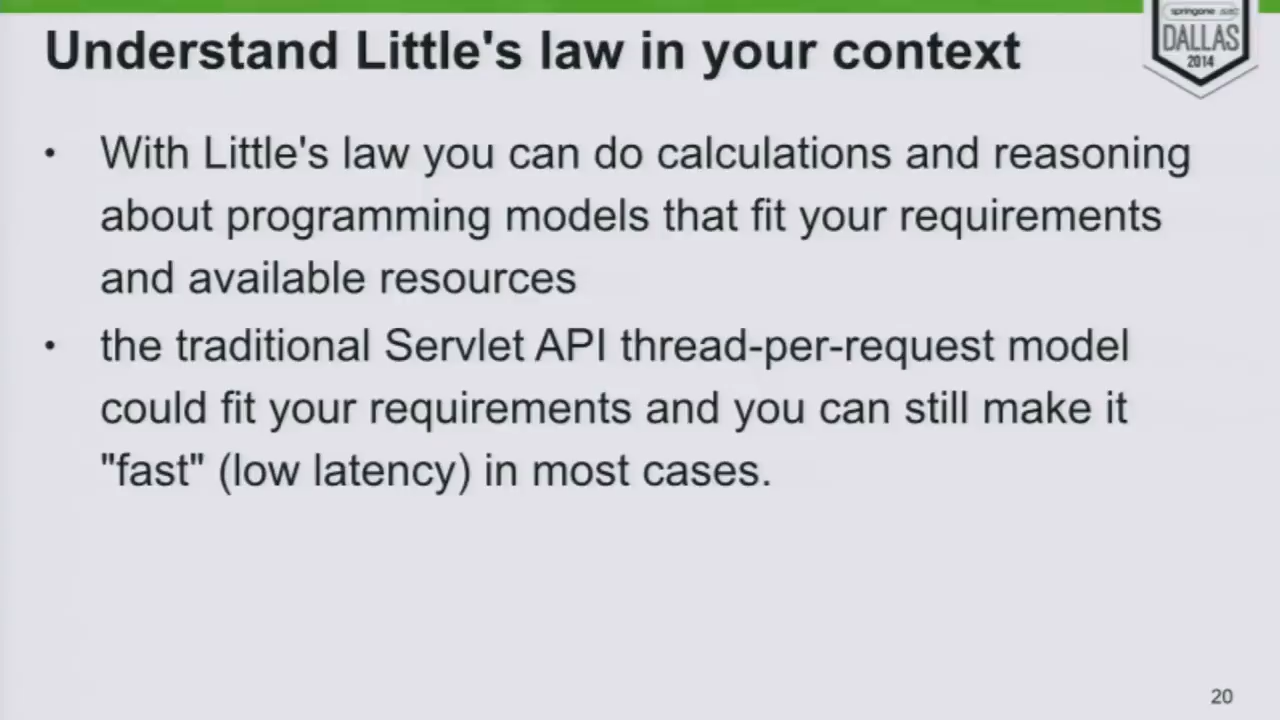 springone
DALLAS
2014
Understand Little's law in your context
• With Little's law you can do calculations and reasoning
about programming models that fit your requirements
and available resources
• the traditional Servlet API thread-per-request model
could fit your requirements and you can still make it
"fast" (low latency) in most cases.
20